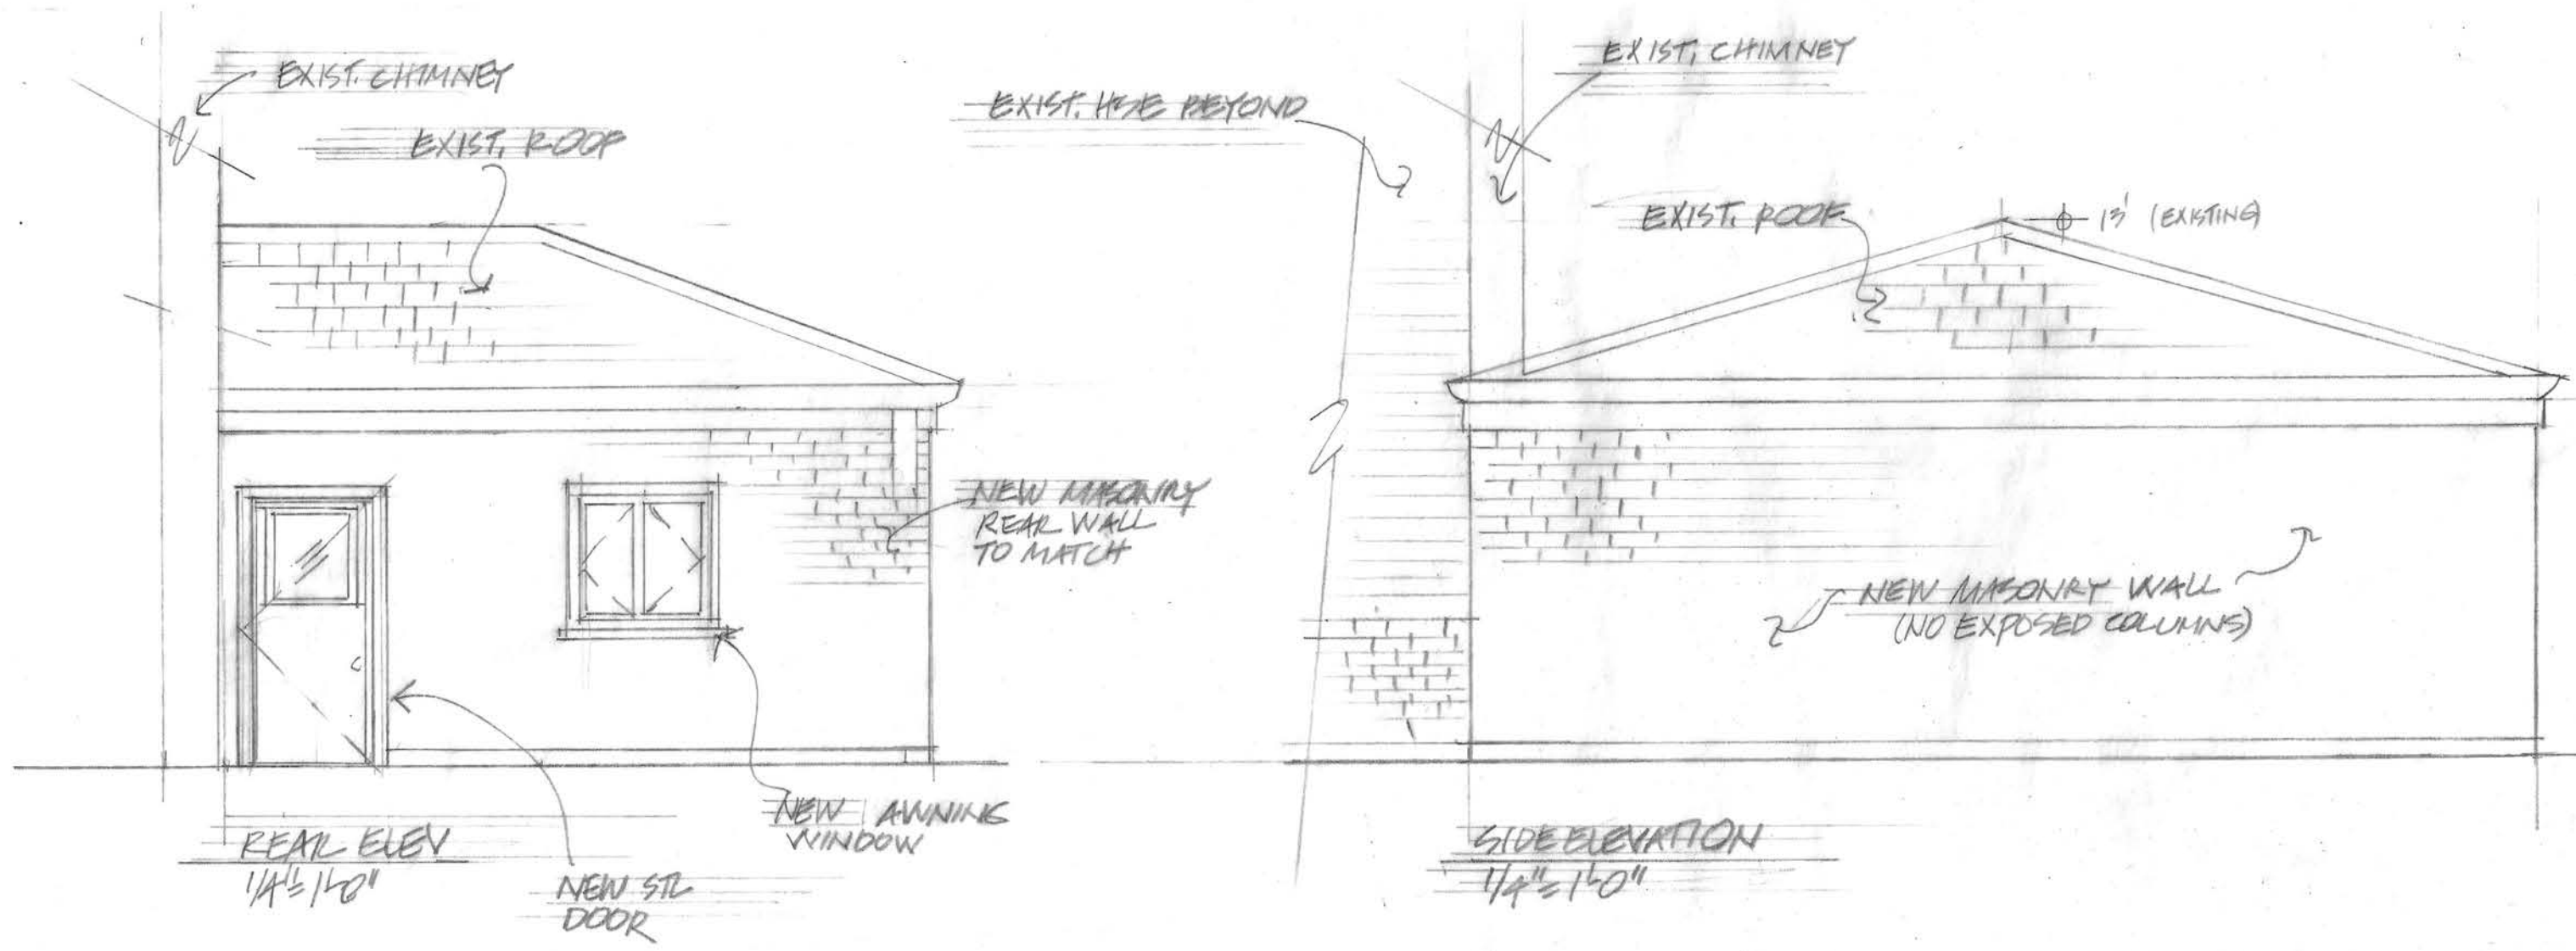 EXIST. CHIMNEY
EXIST. ROOF
NEW MASONRY
REAR WALL
TO MATCH
NEW AWNING
WINDOW
NEW STL
DOOR
REAR ELEV
1/4"=1'-0"
EXIST. HSE BEYOND
EXIST. CHIMNEY
EXIST. ROOF
13' (EXISTING)
NEW MASONRY WALL
(NO EXPOSED COLUMNS)
SIDE ELEVATION
1/4"=1'-0"